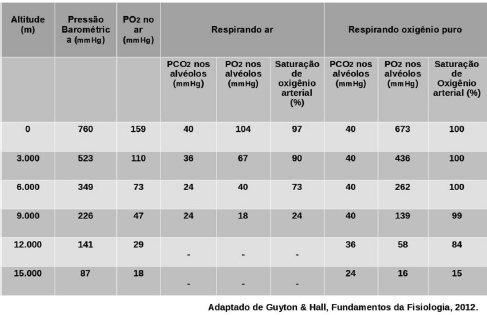 Altitude (m) Pressão Barométric a (mmHg) PO2 no ar (mmHg) Respirando ar Respirando oxigênio puro
PCO2 nos alvéolos (mmHg) PO2 nos alvéolos (mmHg) Saturação de oxigênio arterial (%) PCO2 nos alvéolos (mmHg) PO2 nos alvéolos (mmHg) Saturação de Oxigênio arterial (%)
0 760 159 40 104 97 40 673 100
3.000 523 110 36 67 90 40 436 100
6.000 349 73 24 40 73 40 262 100
9.000 226 47 24 18 24 40 139 99
12.000 141 29 - - - 36 58 84
15.000 87 18 - - - 24 16 15
Adaptado de Guyton & Hall, Fundamentos da Fisiologia, 2012.